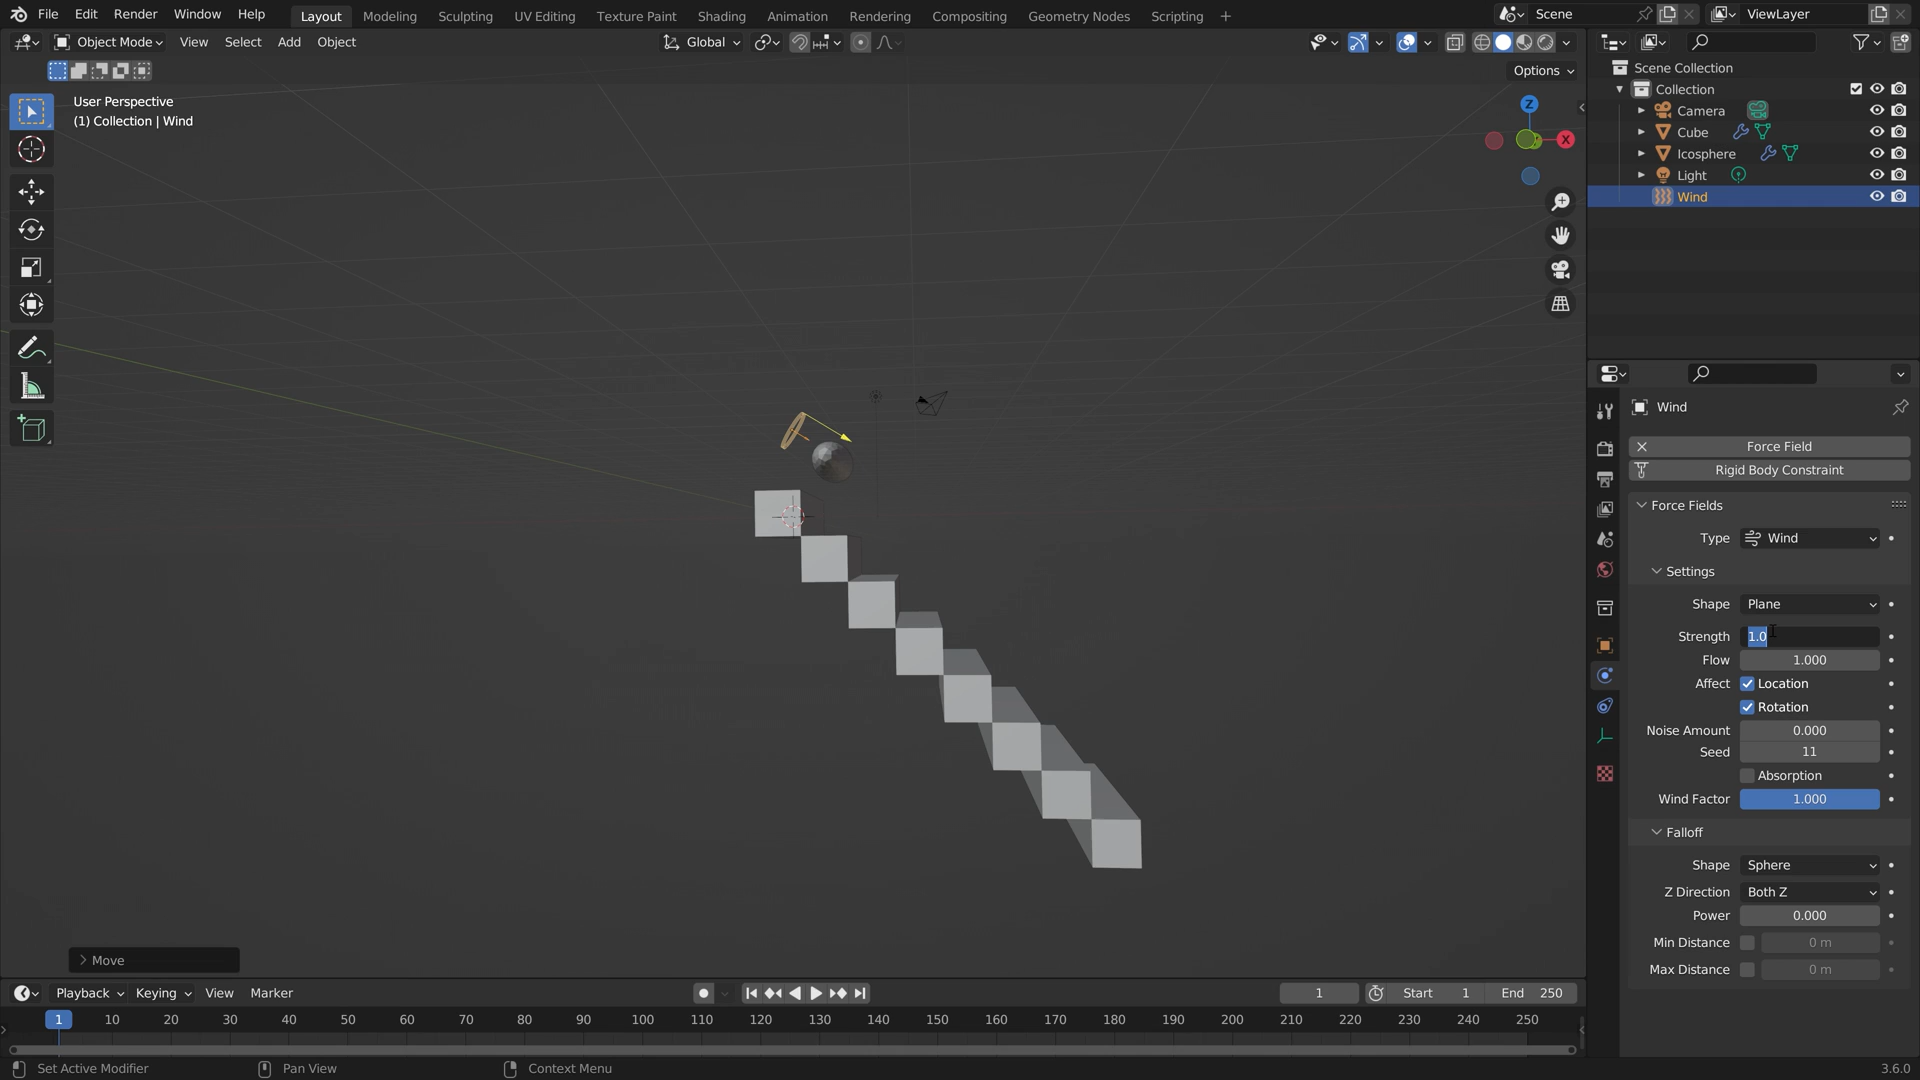 File Edit Render Window Help Layout Modeling Sculpting UV Editing Texture Paint Shading Animation Rendering Compositing Geometry Nodes Scripting + Scene ViewLayer
Object Mode View Select Add Object Global
Options
User Perspective
(1) Collection | Wind
Z
X
Scene Collection
Collection
Camera
Cube
Icosphere
Light
Wind
Wind
Force Field
Rigid Body Constraint
Force Fields
Type Wind
Settings
Shape Plane
Strength 1.0
Flow 1.000
Affect Location
Rotation
Noise Amount 0.000
Seed 11
Absorption
Wind Factor 1.000
Falloff
Shape Sphere
Z Direction Both Z
Power 0.000
Min Distance 0 m
Max Distance 0 m
Move
Playback Keying View Marker 1 Start 1 End 250
1 10 20 30 40 50 60 70 80 90 100 110 120 130 140 150 160 170 180 190 200 210 220 230 240 250
Set Active Modifier Pan View Context Menu 3.6.0